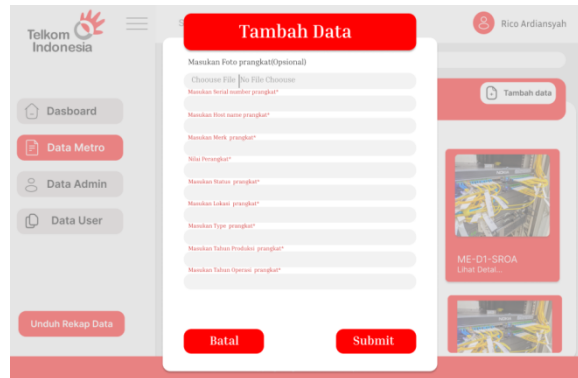 Telkom
Indonesia
S
Tambah Data
Rico Ardiansyah
Masukan Foto prangkat(Opsional)
Choouse File No File Choouse
Masukan Serial number prangkat*
Masukan Host name prangkat*
Masukan Merk prangkat*
Nilai Perangkat*
Masukan Status prangkat*
Masukan Lokasi prangkat*
Masukan Type prangkat*
Masukan Tahun Produksi prangkat*
Masukan Tahun Operasi prangkat*
Batal
Submit
Dasboard
Data Metro
Data Admin
Data User
Unduh Rekap Data
Tambah data
ME-D1-SROA
Lihat Detal...